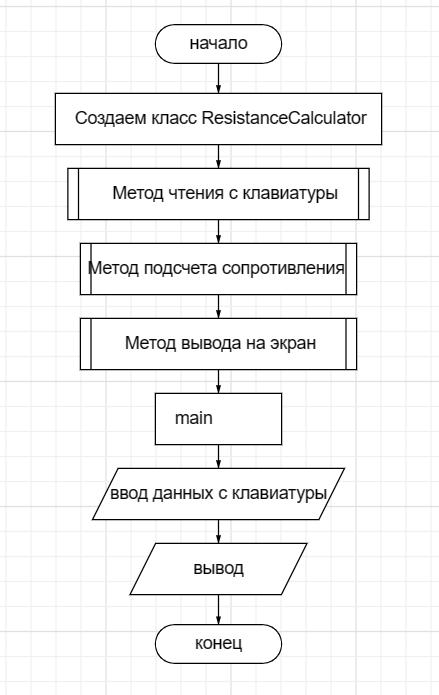 начало
Создаем класс ResistanceCalculator
Метод чтения с клавиатуры
Метод подсчета сопротивления
Метод вывода на экран
main
ввод данных с клавиатуры
вывод
конец